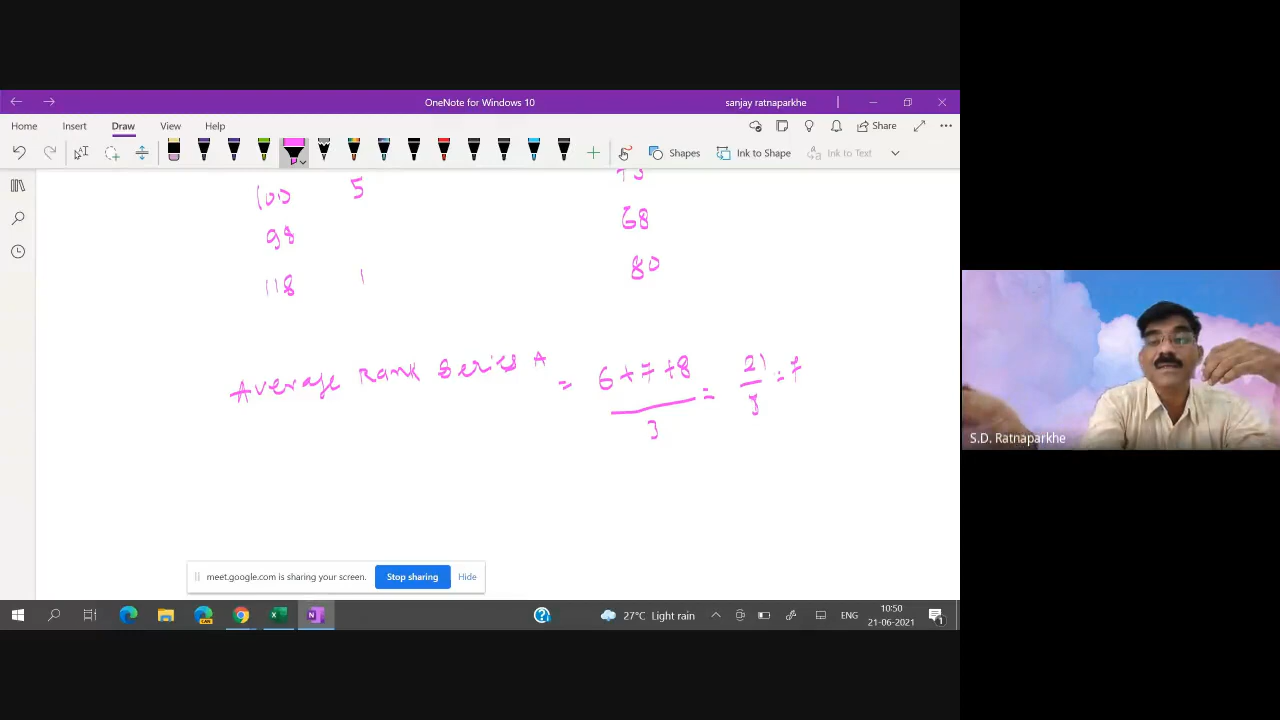 OneNote for Windows 10
sanjay ratnaparkhe
Home Insert Draw View Help
Share
Shapes Ink to Shape Ink to Text
100 5
68
98
80
118 1
Average Rank Series A = 6+7+8 = 21 = 7
3 3
S.D. Ratnaparkhe
meet.google.com is sharing your screen. Stop sharing Hide
27°C Light rain ENG 10:50
21-06-2021